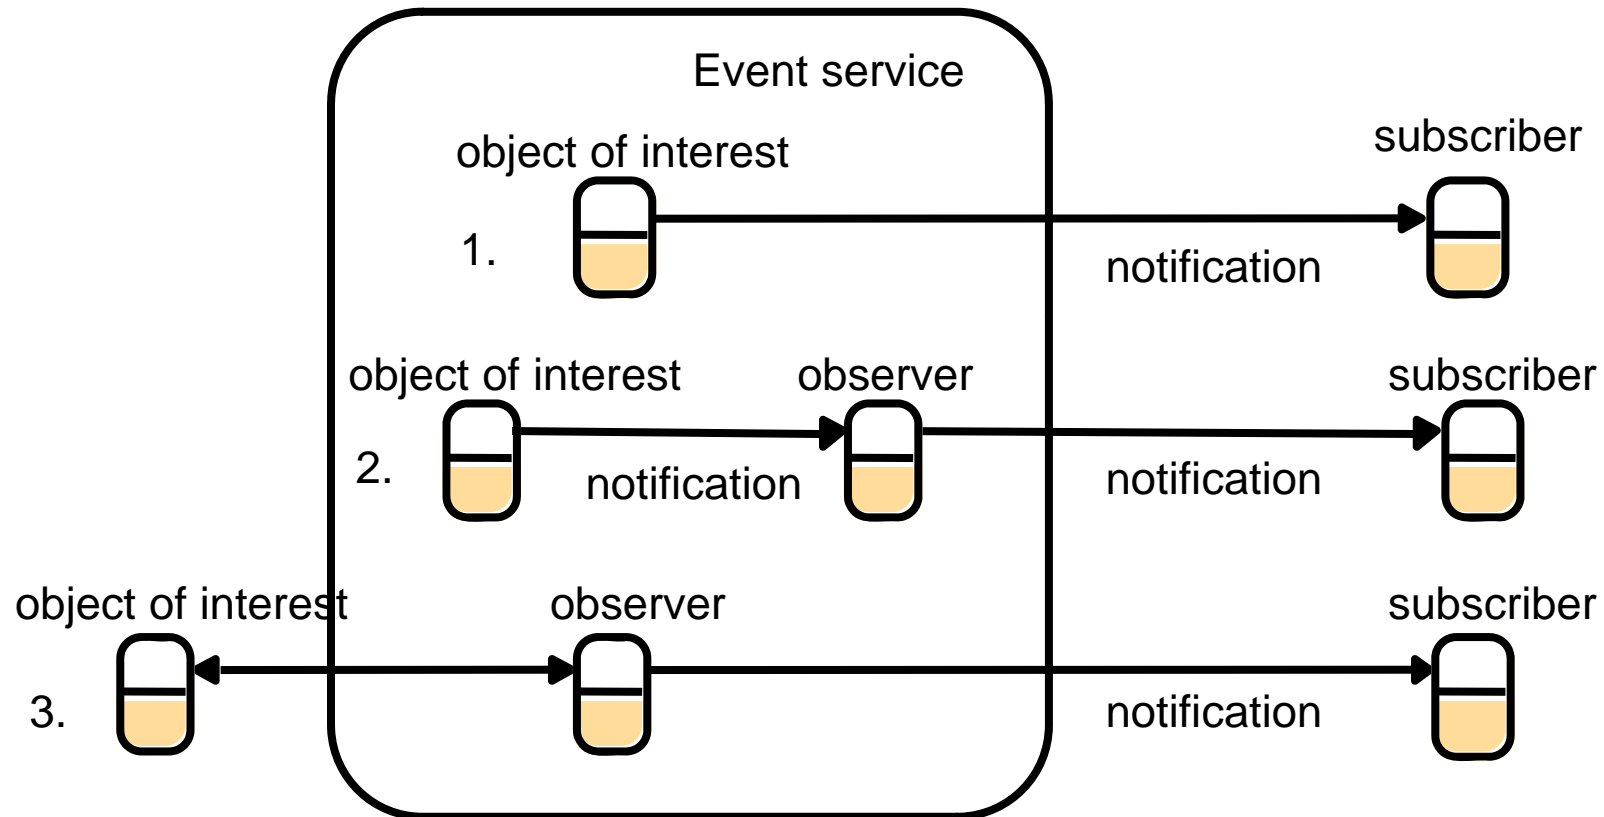 Event service
object of interest
subscriber
1.
notification
object of interest
observer
subscriber
2.
notification
notification
object of interest
observer
subscriber
3.
notification